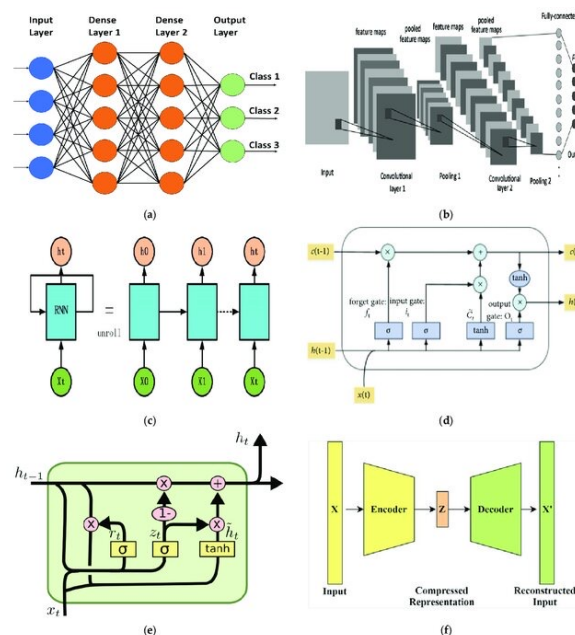 Input Layer
Dense Layer 1
Dense Layer 2
Output Layer
Class 1
Class 2
Class 3
(a)
feature maps
pooled feature maps
feature maps
pooled feature maps
Fully-connecte
Input
Convolutional layer 1
Pooling 1
Convolutional layer 2
Pooling 2
Out
(b)
ht
h0
h1
ht
RNN
=
unroll
Xt
X0
X1
Xt
(c)
c(t-1)
×
+
c(
tanh
forget gate: fₜ
input gate: iₜ
×
output gate: Oₜ
×
h(
C̃ₜ
σ
σ
tanh
σ
h(t-1)
x(t)
(d)
hₜ
hₜ₋₁
×
+
1-
×
rₜ
zₜ
×
h̃ₜ
σ
σ
tanh
xₜ
(e)
X
Encoder
Z
Decoder
X'
Input
Compressed Representation
Reconstructed Input
(f)